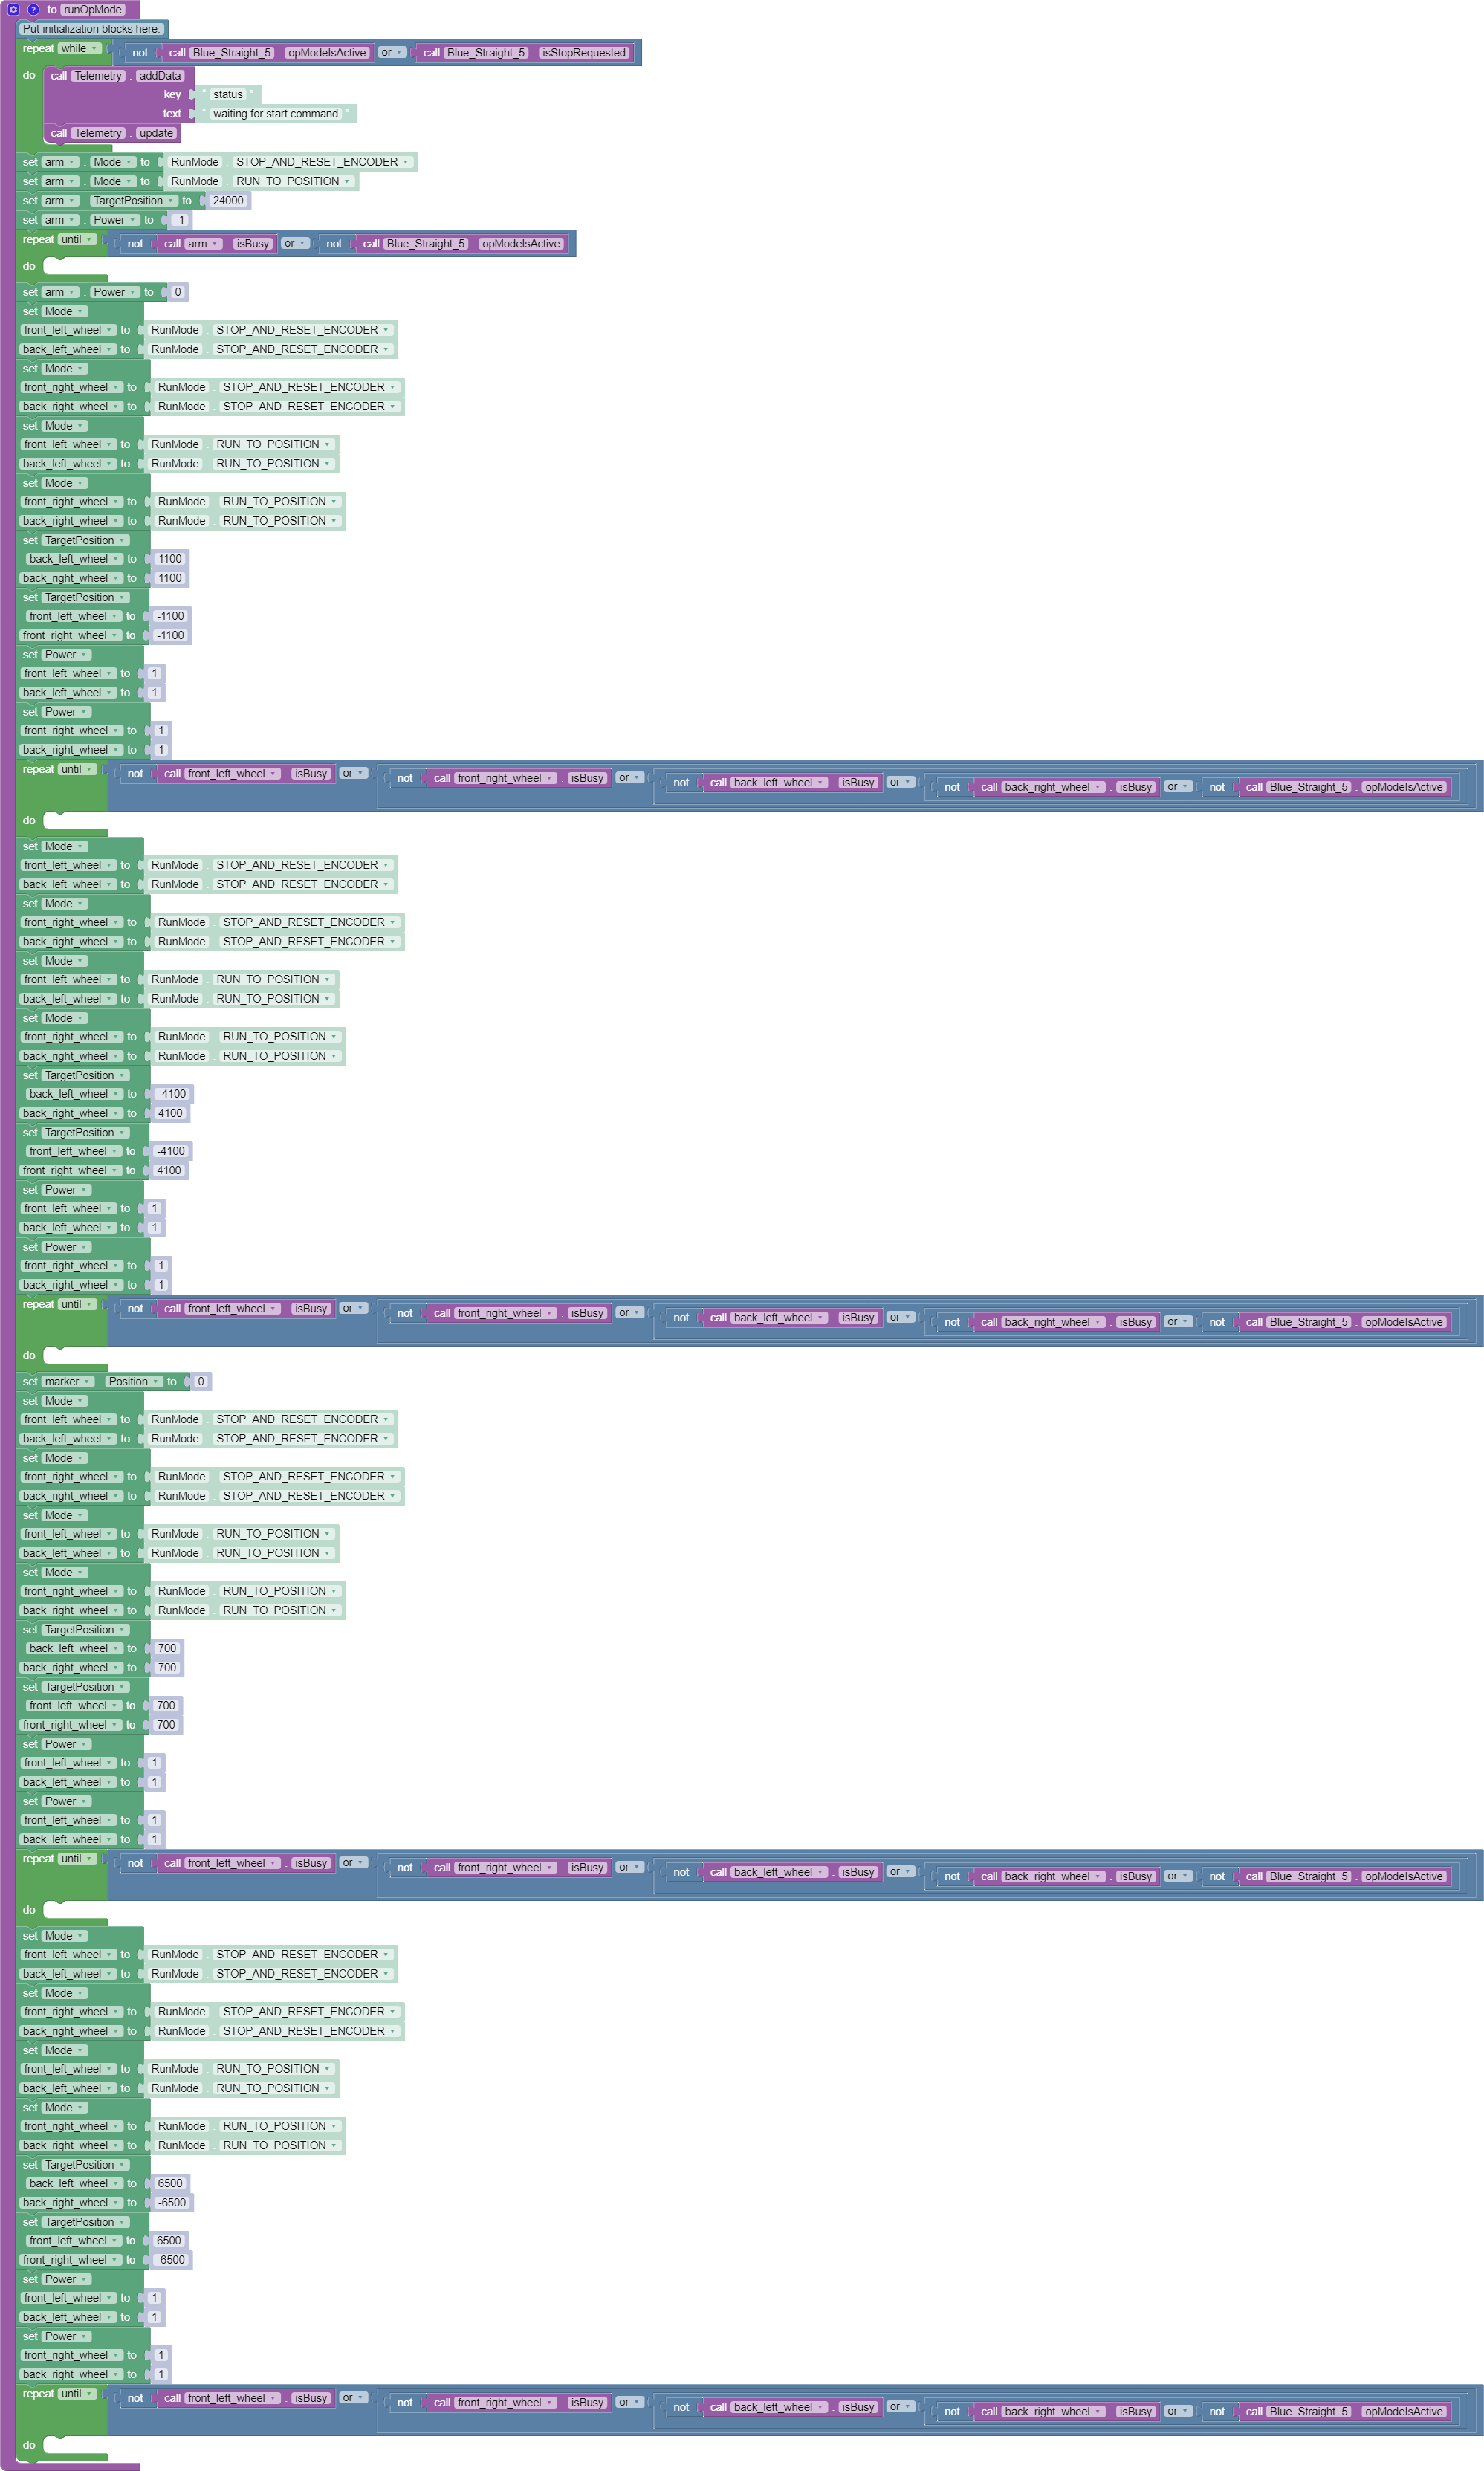 to runOpMode
Put initialization blocks here.
repeat while not call Blue_Straight_5 . opModeIsActive or call Blue_Straight_5 . isStopRequested
do call Telemetry . addData
key " status "
text " waiting for start command "
call Telemetry . update
set arm . Mode to RunMode . STOP_AND_RESET_ENCODER
set arm . Mode to RunMode . RUN_TO_POSITION
set arm . TargetPosition to 24000
set arm . Power to -1
repeat until not call arm . isBusy or not call Blue_Straight_5 . opModeIsActive
do
set arm . Power to 0
set Mode
front_left_wheel to RunMode . STOP_AND_RESET_ENCODER
back_left_wheel to RunMode . STOP_AND_RESET_ENCODER
set Mode
front_right_wheel to RunMode . STOP_AND_RESET_ENCODER
back_right_wheel to RunMode . STOP_AND_RESET_ENCODER
set Mode
front_left_wheel to RunMode . RUN_TO_POSITION
back_left_wheel to RunMode . RUN_TO_POSITION
set Mode
front_right_wheel to RunMode . RUN_TO_POSITION
back_right_wheel to RunMode . RUN_TO_POSITION
set TargetPosition
back_left_wheel to 1100
back_right_wheel to 1100
set TargetPosition
front_left_wheel to -1100
front_right_wheel to -1100
set Power
front_left_wheel to 1
back_left_wheel to 1
set Power
front_right_wheel to 1
back_right_wheel to 1
repeat until not call front_left_wheel . isBusy or not call front_right_wheel . isBusy or not call back_left_wheel . isBusy or not call back_right_wheel . isBusy or not call Blue_Straight_5 . opModeIsActive
do
set Mode
front_left_wheel to RunMode . STOP_AND_RESET_ENCODER
back_left_wheel to RunMode . STOP_AND_RESET_ENCODER
set Mode
front_right_wheel to RunMode . STOP_AND_RESET_ENCODER
back_right_wheel to RunMode . STOP_AND_RESET_ENCODER
set Mode
front_left_wheel to RunMode . RUN_TO_POSITION
back_left_wheel to RunMode . RUN_TO_POSITION
set Mode
front_right_wheel to RunMode . RUN_TO_POSITION
back_right_wheel to RunMode . RUN_TO_POSITION
set TargetPosition
back_left_wheel to -4100
back_right_wheel to 4100
set TargetPosition
front_left_wheel to -4100
front_right_wheel to 4100
set Power
front_left_wheel to 1
back_left_wheel to 1
set Power
front_right_wheel to 1
back_right_wheel to 1
repeat until not call front_left_wheel . isBusy or not call front_right_wheel . isBusy or not call back_left_wheel . isBusy or not call back_right_wheel . isBusy or not call Blue_Straight_5 . opModeIsActive
do
set marker . Position to 0
set Mode
front_left_wheel to RunMode . STOP_AND_RESET_ENCODER
back_left_wheel to RunMode . STOP_AND_RESET_ENCODER
set Mode
front_right_wheel to RunMode . STOP_AND_RESET_ENCODER
back_right_wheel to RunMode . STOP_AND_RESET_ENCODER
set Mode
front_left_wheel to RunMode . RUN_TO_POSITION
back_left_wheel to RunMode . RUN_TO_POSITION
set Mode
front_right_wheel to RunMode . RUN_TO_POSITION
back_right_wheel to RunMode . RUN_TO_POSITION
set TargetPosition
back_left_wheel to 700
back_right_wheel to 700
set TargetPosition
front_left_wheel to 700
front_right_wheel to 700
set Power
front_left_wheel to 1
back_left_wheel to 1
set Power
front_left_wheel to 1
back_left_wheel to 1
repeat until not call front_left_wheel . isBusy or not call front_right_wheel . isBusy or not call back_left_wheel . isBusy or not call back_right_wheel . isBusy or not call Blue_Straight_5 . opModeIsActive
do
set Mode
front_left_wheel to RunMode . STOP_AND_RESET_ENCODER
back_left_wheel to RunMode . STOP_AND_RESET_ENCODER
set Mode
front_right_wheel to RunMode . STOP_AND_RESET_ENCODER
back_right_wheel to RunMode . STOP_AND_RESET_ENCODER
set Mode
front_left_wheel to RunMode . RUN_TO_POSITION
back_left_wheel to RunMode . RUN_TO_POSITION
set Mode
front_right_wheel to RunMode . RUN_TO_POSITION
back_right_wheel to RunMode . RUN_TO_POSITION
set TargetPosition
back_left_wheel to 6500
back_right_wheel to -6500
set TargetPosition
front_left_wheel to 6500
front_right_wheel to -6500
set Power
front_left_wheel to 1
back_left_wheel to 1
set Power
front_right_wheel to 1
back_right_wheel to 1
repeat until not call front_left_wheel . isBusy or not call front_right_wheel . isBusy or not call back_left_wheel . isBusy or not call back_right_wheel . isBusy or not call Blue_Straight_5 . opModeIsActive
do